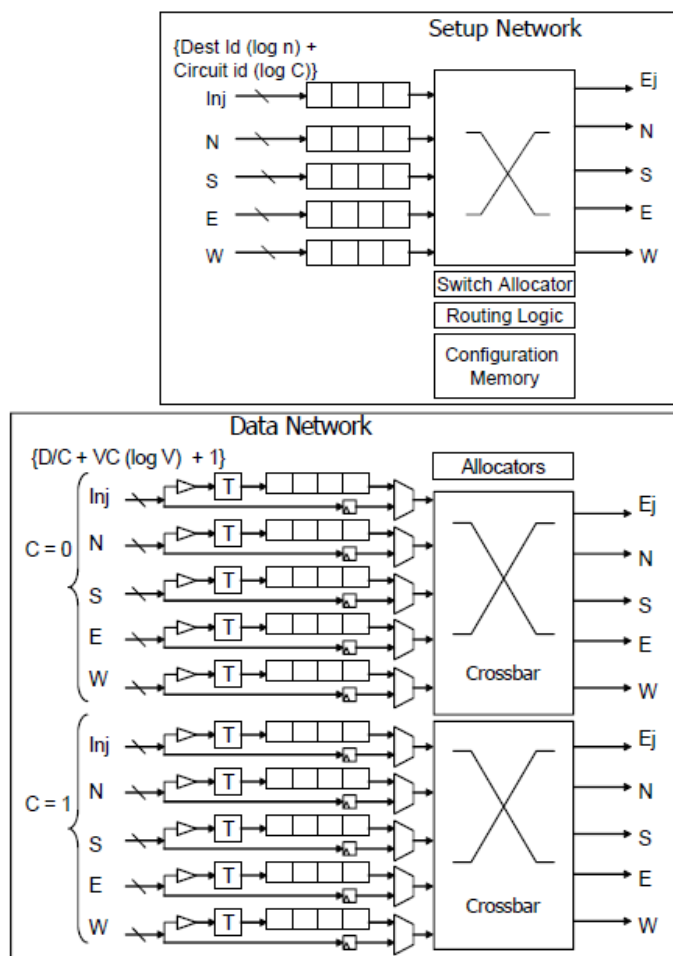 Setup Network
{Dest Id (log n) +
Circuit id (log C)}
Inj
N
S
E
W
Ej
N
S
E
W
Switch Allocator
Routing Logic
Configuration
Memory
Data Network
{D/C + VC (log V) + 1}
Allocators
C = 0
Inj
T
N
T
S
T
E
T
W
T
Crossbar
Ej
N
S
E
W
C = 1
Inj
T
N
T
S
T
E
T
W
T
Crossbar
Ej
N
S
E
W